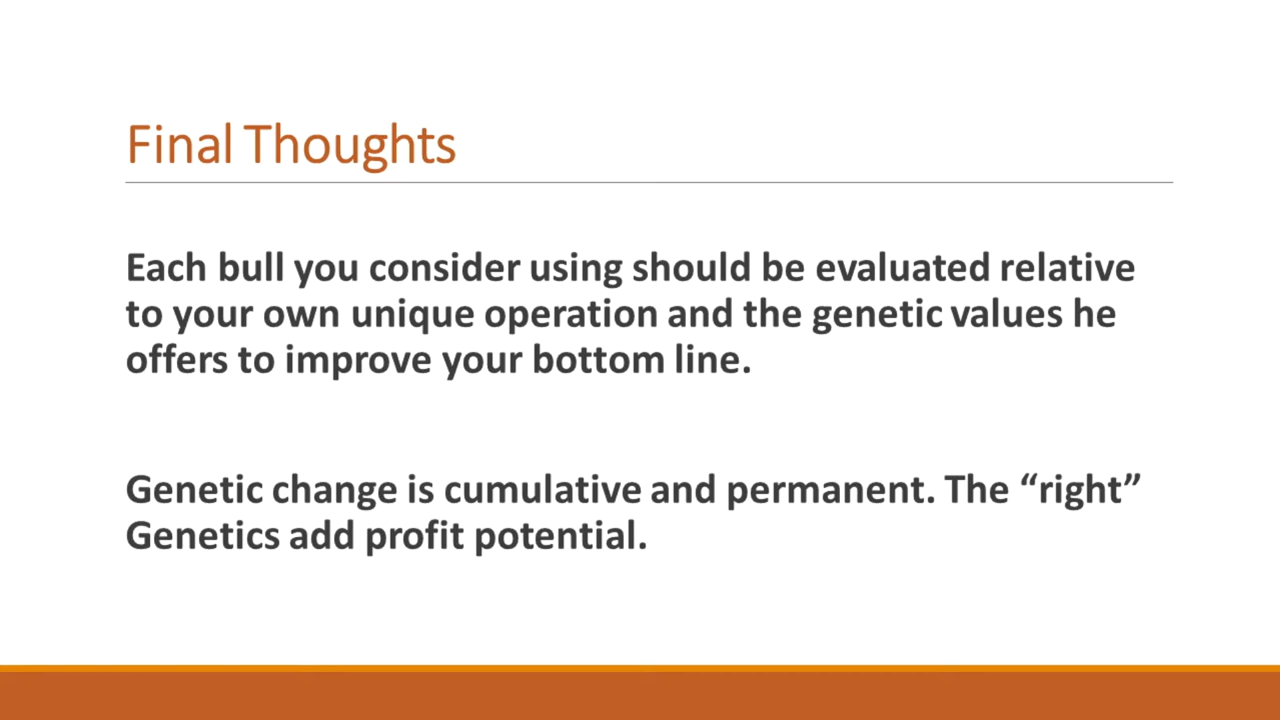 Final Thoughts
Each bull you consider using should be evaluated relative
to your own unique operation and the genetic values he
offers to improve your bottom line.
Genetic change is cumulative and permanent. The “right”
Genetics add profit potential.